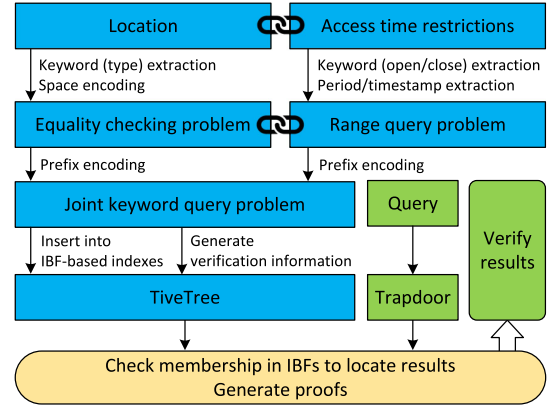 Location
Access time restrictions
Keyword (type) extraction
Space encoding
Keyword (open/close) extraction
Period/timestamp extraction
Equality checking problem
Range query problem
Prefix encoding
Prefix encoding
Joint keyword query problem
Query
Verify
results
Insert into
IBF-based indexes
Generate
verification information
TiveTree
Trapdoor
Check membership in IBFs to locate results
Generate proofs